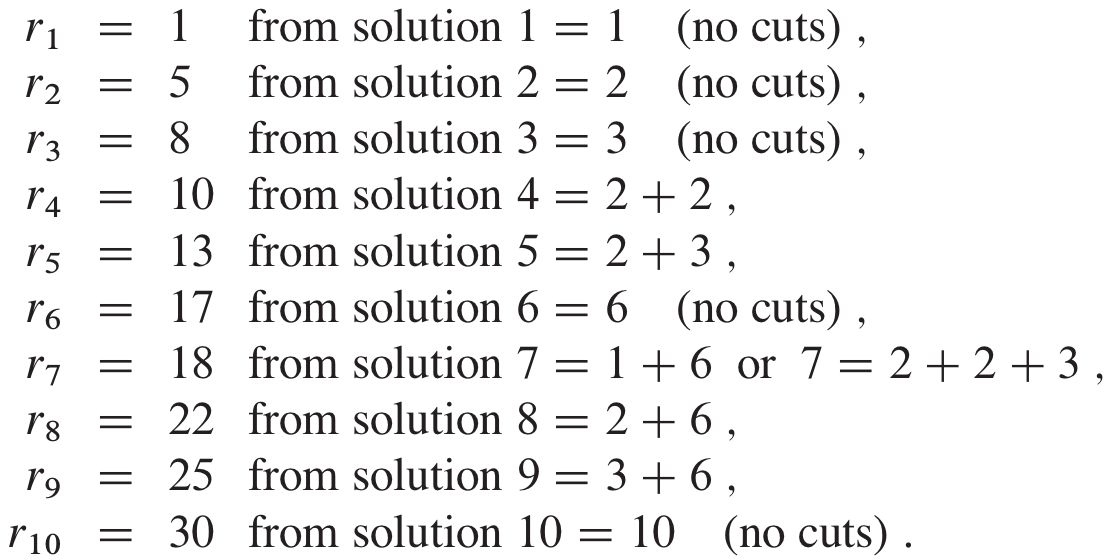 r₁ = 1 from solution 1 = 1 (no cuts) ,
r₂ = 5 from solution 2 = 2 (no cuts) ,
r₃ = 8 from solution 3 = 3 (no cuts) ,
r₄ = 10 from solution 4 = 2 + 2 ,
r₅ = 13 from solution 5 = 2 + 3 ,
r₆ = 17 from solution 6 = 6 (no cuts) ,
r₇ = 18 from solution 7 = 1 + 6 or 7 = 2 + 2 + 3 ,
r₈ = 22 from solution 8 = 2 + 6 ,
r₉ = 25 from solution 9 = 3 + 6 ,
r₁₀ = 30 from solution 10 = 10 (no cuts) .